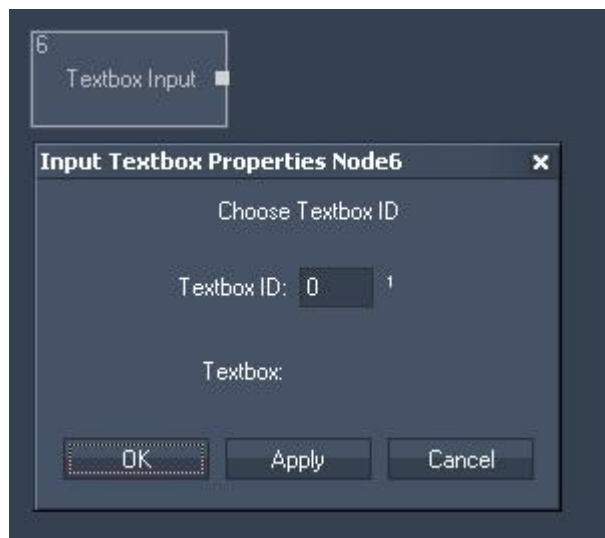 6
Textbox Input
Input Textbox Properties Node6
Choose Textbox ID
Textbox ID: 0 1
Textbox:
OK Apply Cancel